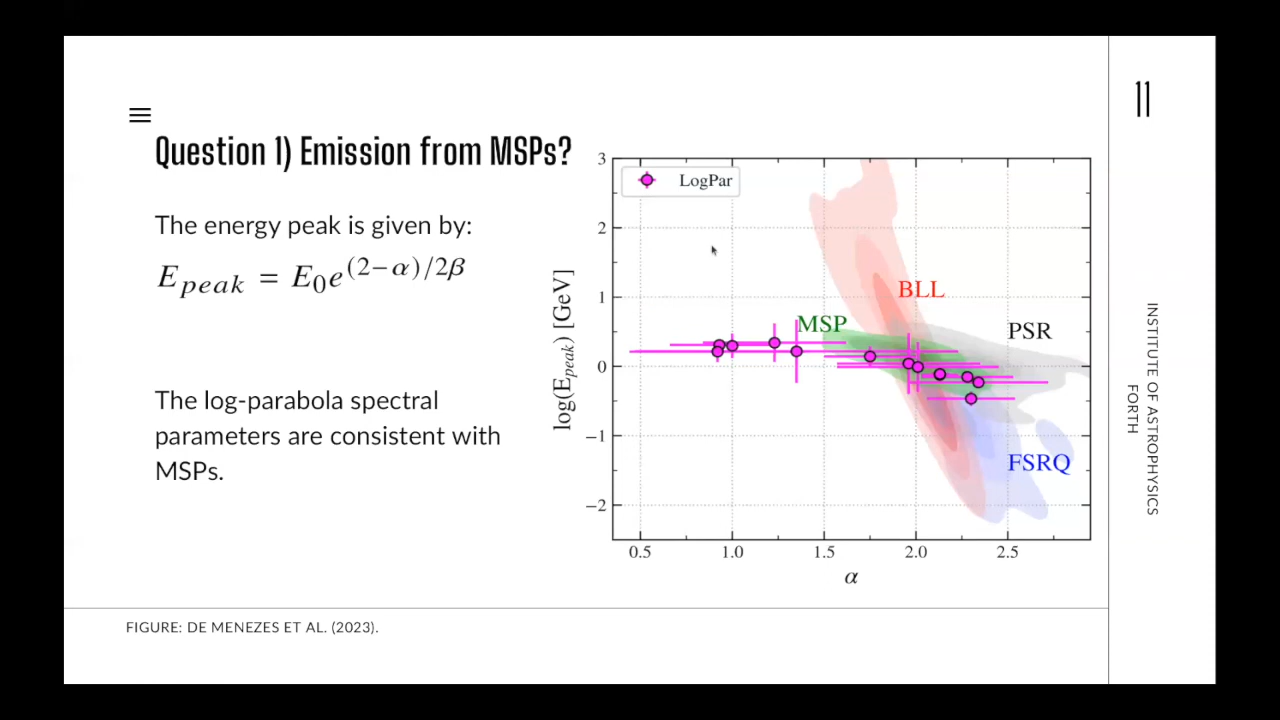 11
Question 1) Emission from MSPs?
The energy peak is given by:
E_peak = E_0 e^(2−α)/2β
The log-parabola spectral
parameters are consistent with
MSPs.
LogPar
BLL
MSP
PSR
FSRQ
log(E_peak) [GeV]
3
2
1
0
−1
−2
0.5 1.0 1.5 2.0 2.5
α
INSTITUTE OF ASTROPHYSICS
FORTH
FIGURE: DE MENEZES ET AL. (2023).